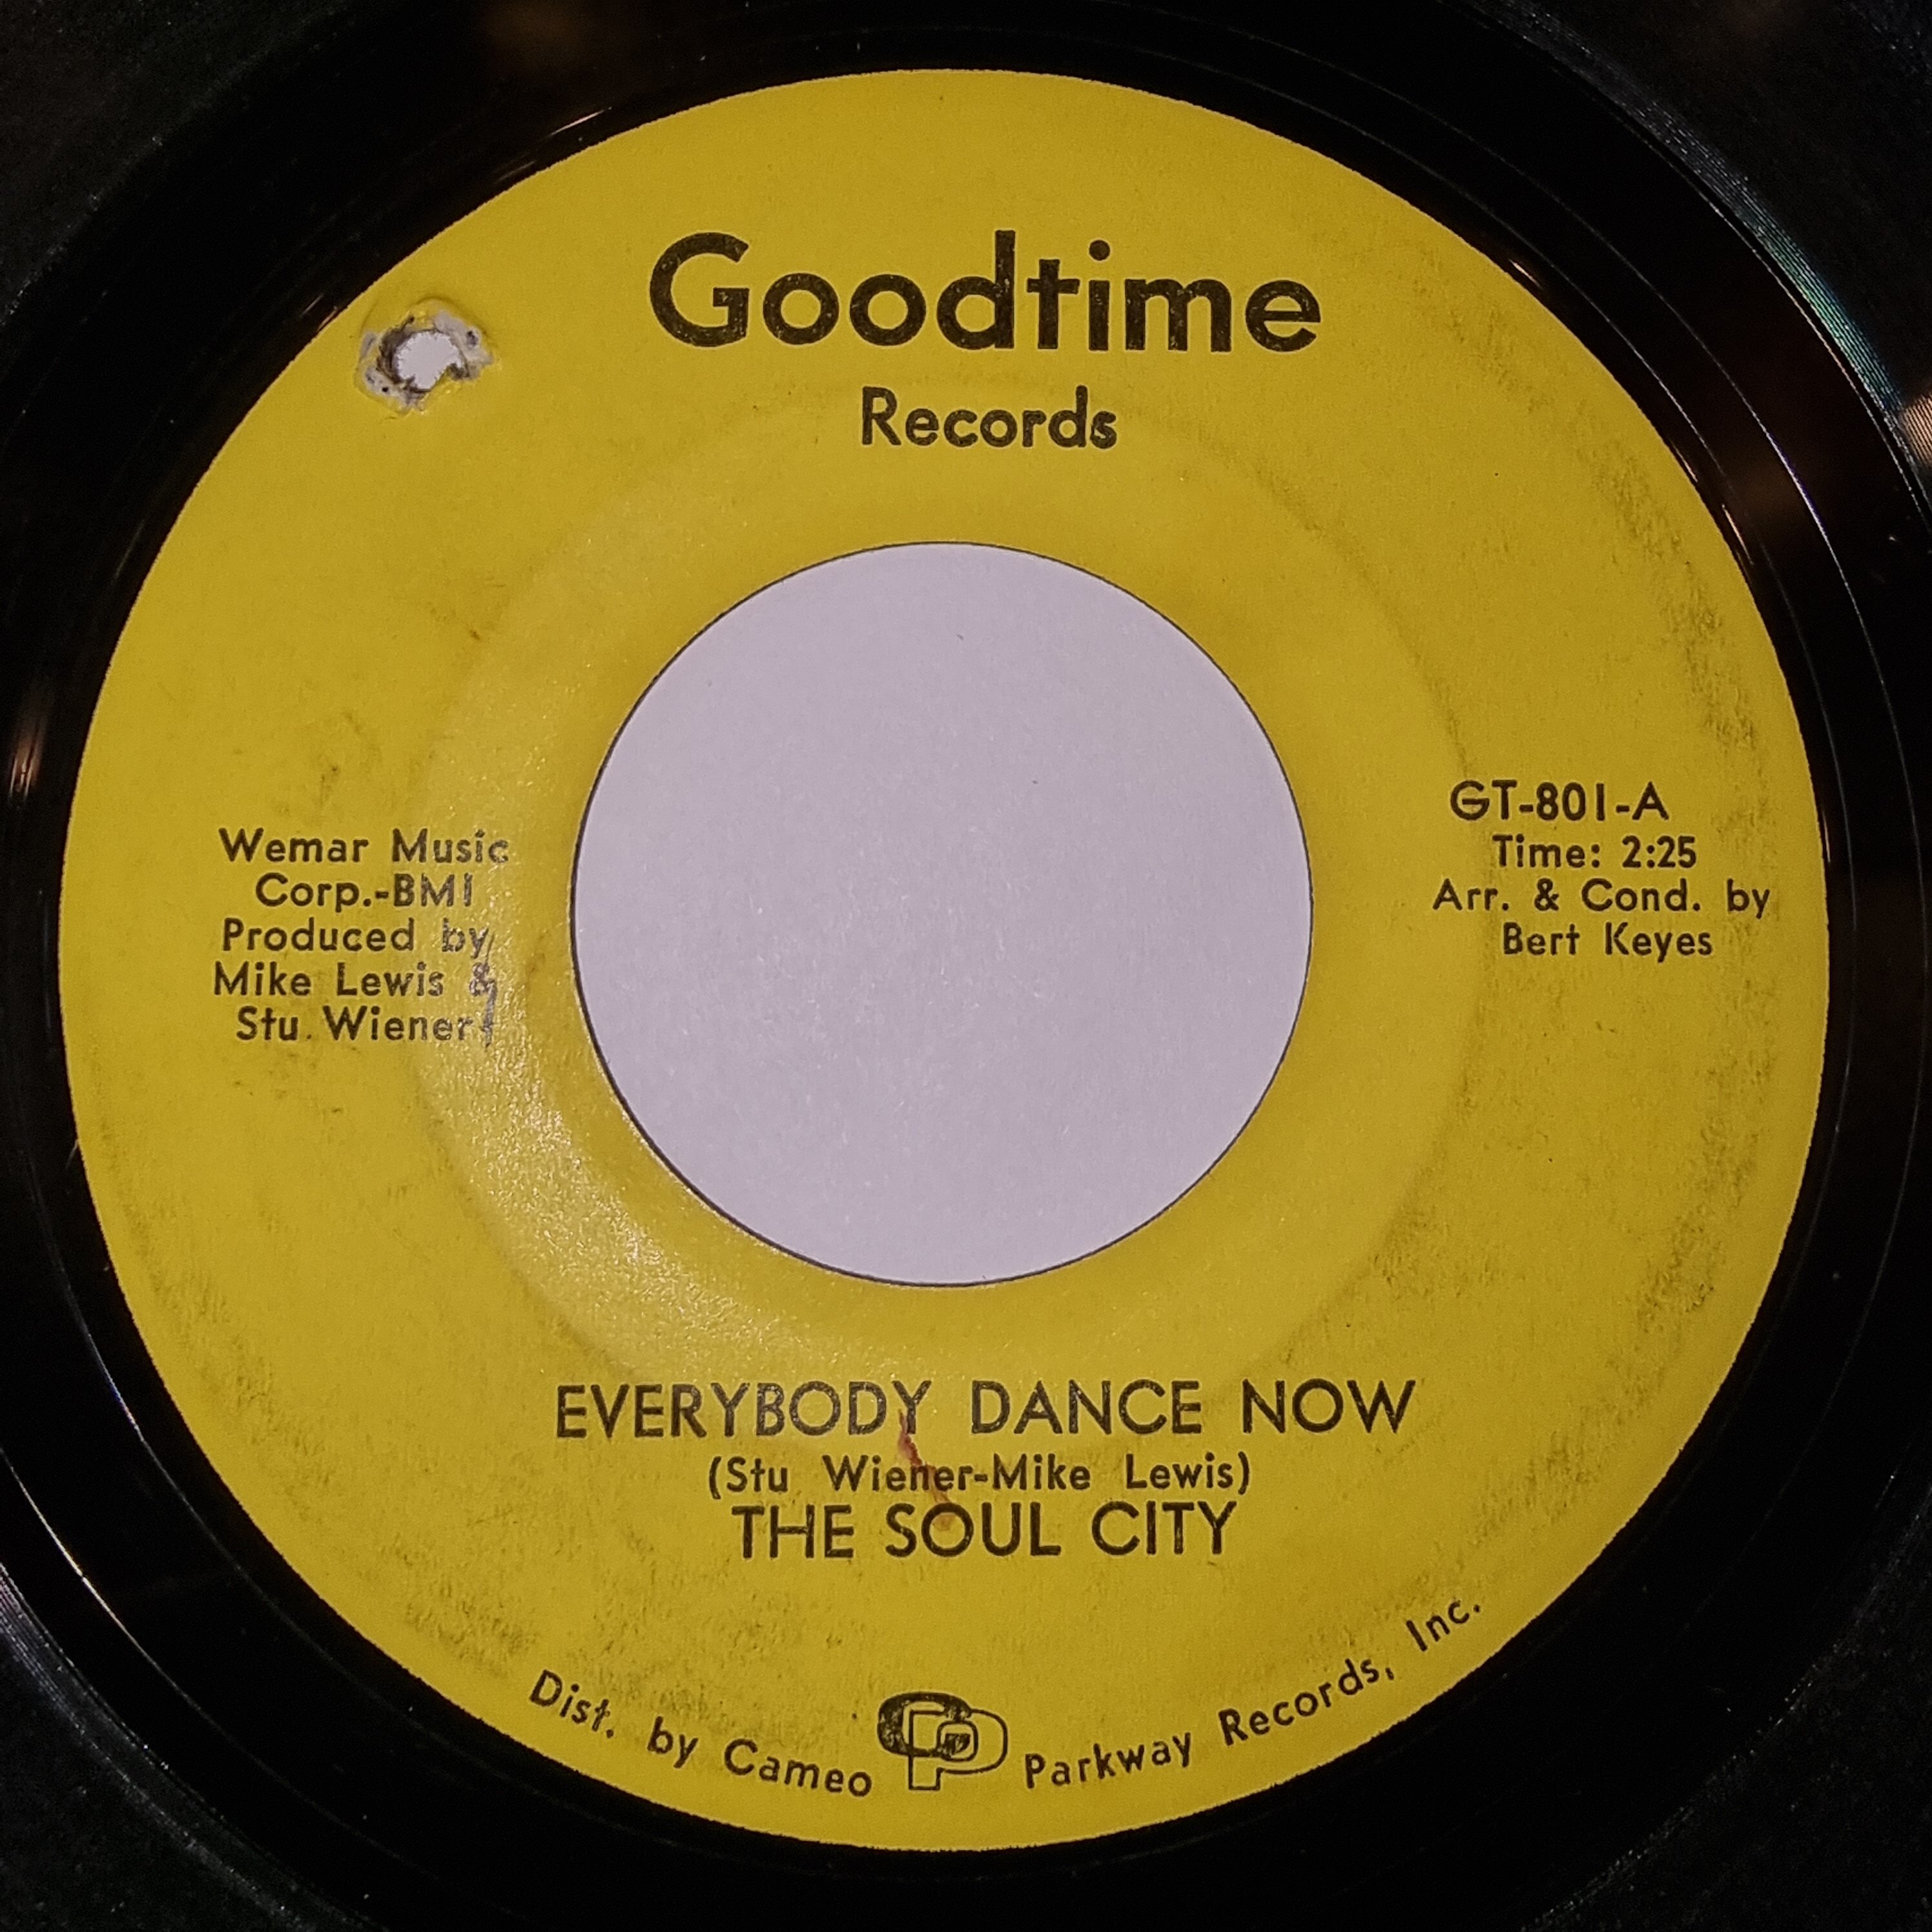 Goodtime
Records
Wemar Music
Corp.-BMI
Produced by
Mike Lewis &
Stu Wiener
GT-801-A
Time: 2:25
Arr. & Cond. by
Bert Keyes
EVERYBODY DANCE NOW
(Stu Wiener-Mike Lewis)
THE SOUL CITY
Dist. by Cameo CP Parkway Records, Inc.